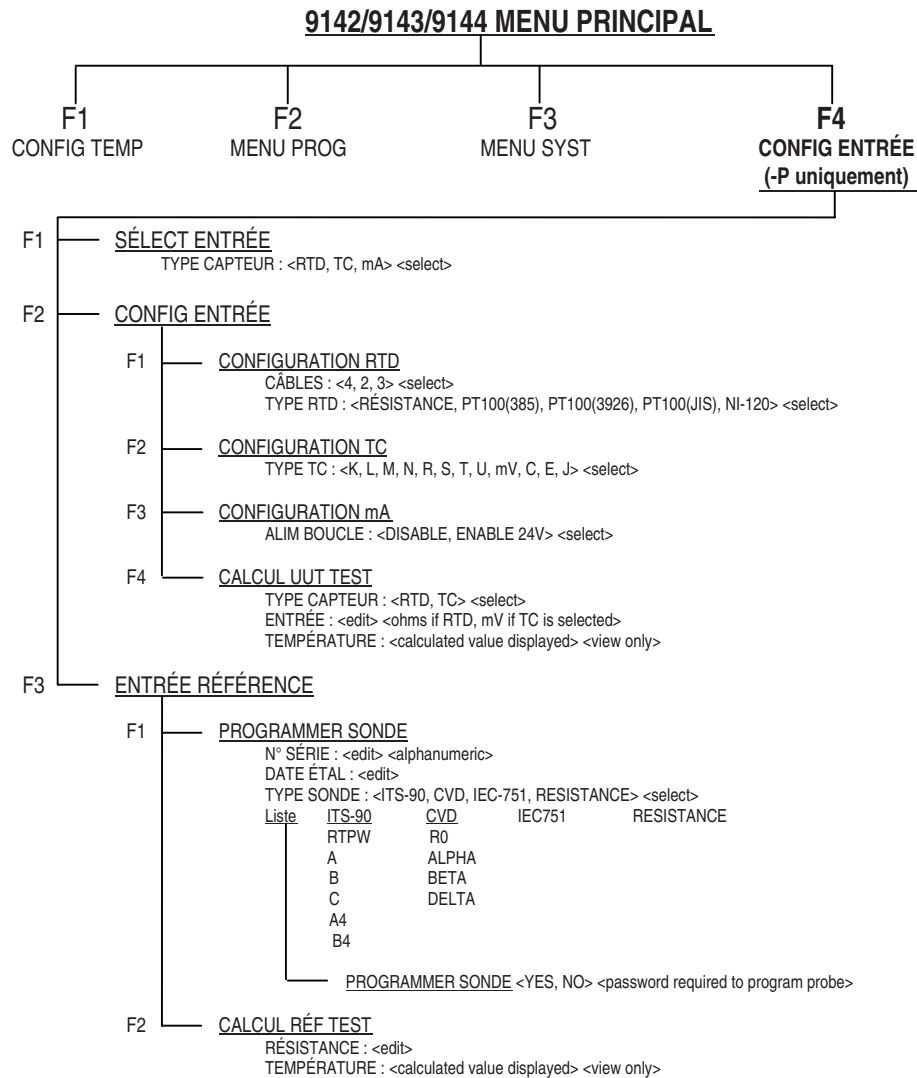 9142/9143/9144 MENU PRINCIPAL
F1 F2 F3 F4
CONFIG TEMP MENU PROG MENU SYST CONFIG ENTRÉE
(-P uniquement)
F1 SÉLECT ENTRÉE
TYPE CAPTEUR : <RTD, TC, mA> <select>
F2 CONFIG ENTRÉE
F1 CONFIGURATION RTD
CÂBLES : <4, 2, 3> <select>
TYPE RTD : <RÉSISTANCE, PT100(385), PT100(3926), PT100(JIS), NI-120> <select>
F2 CONFIGURATION TC
TYPE TC : <K, L, M, N, R, S, T, U, mV, C, E, J> <select>
F3 CONFIGURATION mA
ALIM BOUCLE : <DISABLE, ENABLE 24V> <select>
F4 CALCUL UUT TEST
TYPE CAPTEUR : <RTD, TC> <select>
ENTRÉE : <edit> <ohms if RTD, mV if TC is selected>
TEMPÉRATURE : <calculated value displayed> <view only>
F3 ENTRÉE RÉFÉRENCE
F1 PROGRAMMER SONDE
N° SÉRIE : <edit> <alphanumeric>
DATE ÉTAL : <edit>
TYPE SONDE : <ITS-90, CVD, IEC-751, RESISTANCE> <select>
Liste ITS-90 CVD IEC751 RESISTANCE
RTPW R0
A ALPHA
B BETA
C DELTA
A4
B4
PROGRAMMER SONDE <YES, NO> <password required to program probe>
F2 CALCUL RÉF TEST
RÉSISTANCE : <edit>
TEMPÉRATURE : <calculated value displayed> <view only>